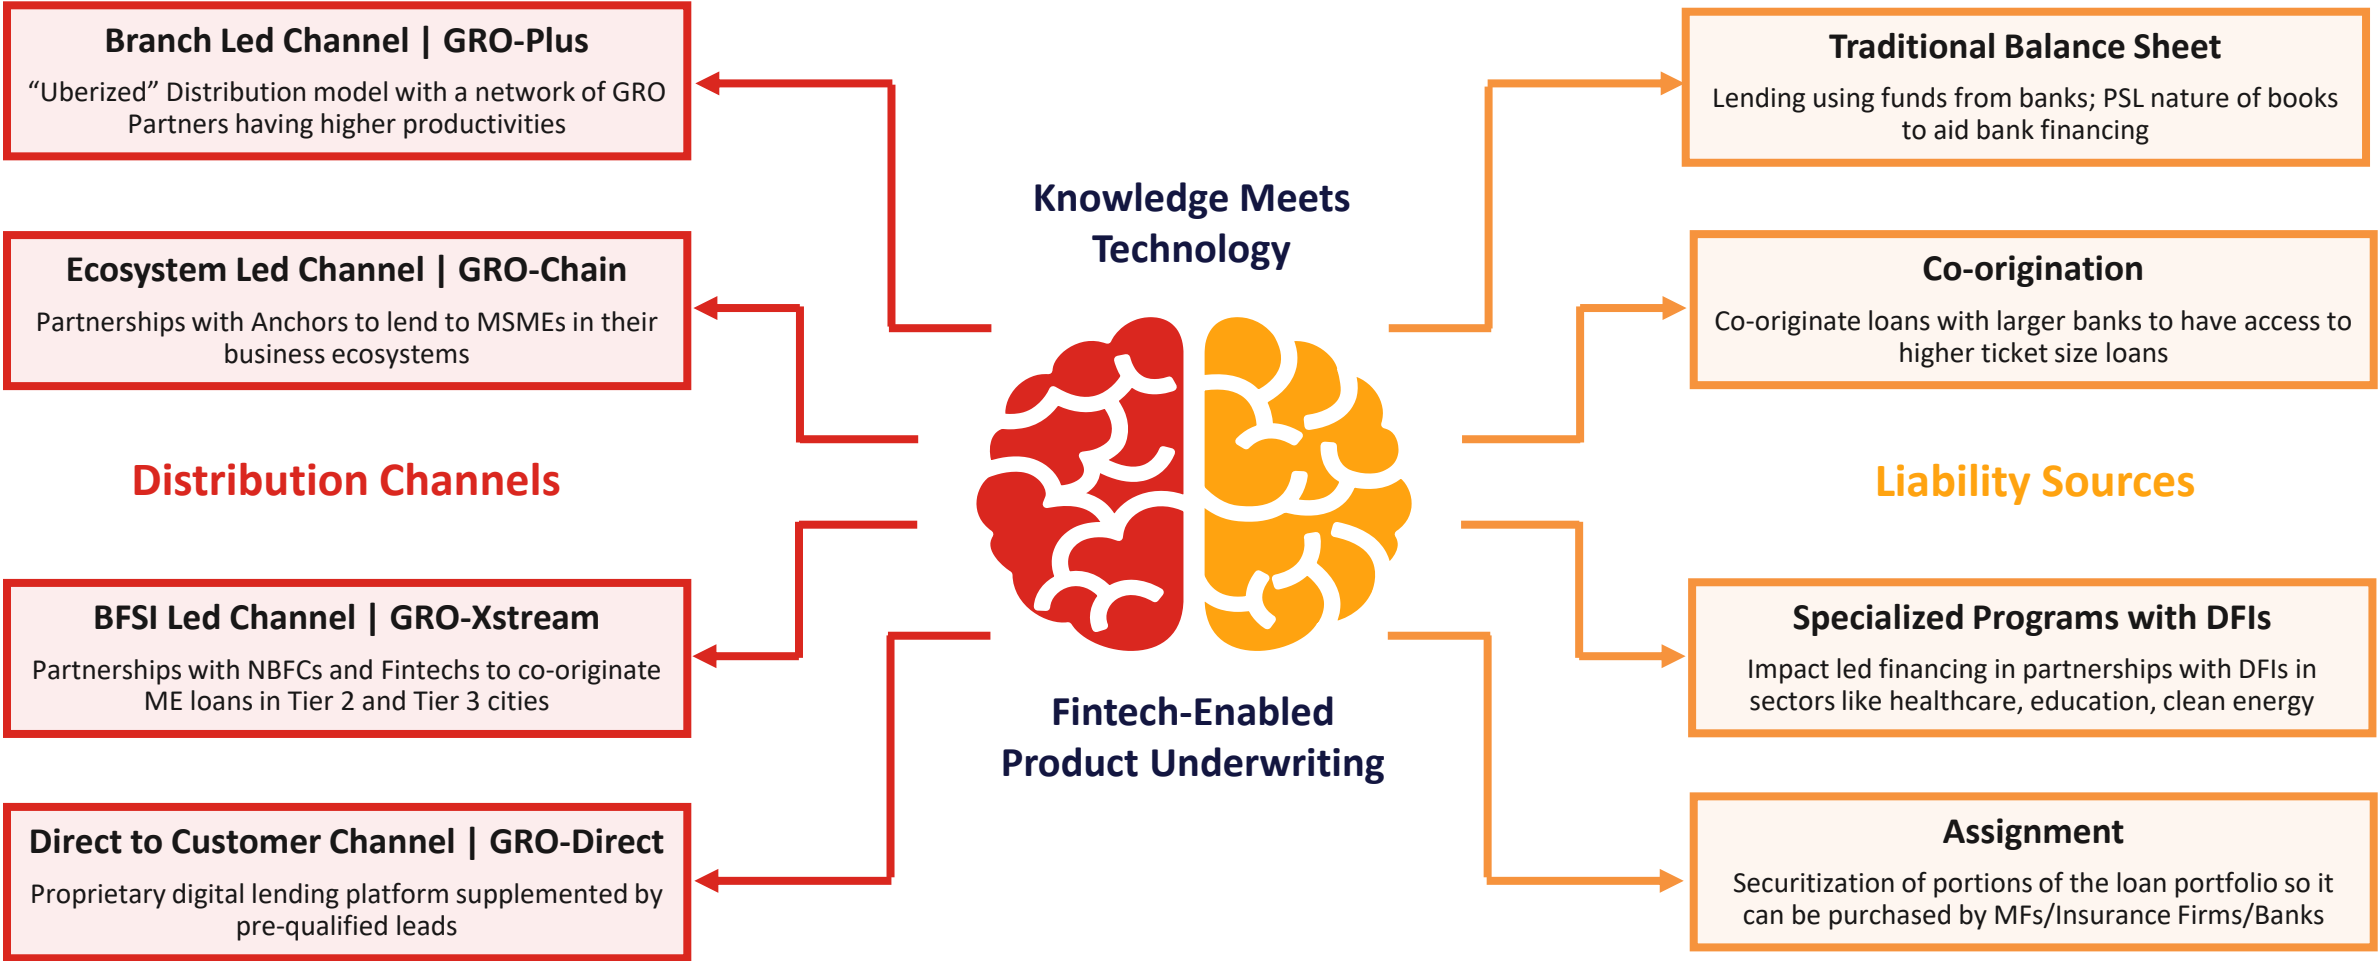 Branch Led Channel | GRO-Plus
“Uberized” Distribution model with a network of GRO
Partners having higher productivities
Ecosystem Led Channel | GRO-Chain
Partnerships with Anchors to lend to MSMEs in their
business ecosystems
Distribution Channels
BFSI Led Channel | GRO-Xstream
Partnerships with NBFCs and Fintechs to co-originate
ME loans in Tier 2 and Tier 3 cities
Direct to Customer Channel | GRO-Direct
Proprietary digital lending platform supplemented by
pre-qualified leads
Knowledge Meets
Technology
Fintech-Enabled
Product Underwriting
Traditional Balance Sheet
Lending using funds from banks; PSL nature of books
to aid bank financing
Co-origination
Co-originate loans with larger banks to have access to
higher ticket size loans
Liability Sources
Specialized Programs with DFIs
Impact led financing in partnerships with DFIs in
sectors like healthcare, education, clean energy
Assignment
Securitization of portions of the loan portfolio so it
can be purchased by MFs/Insurance Firms/Banks